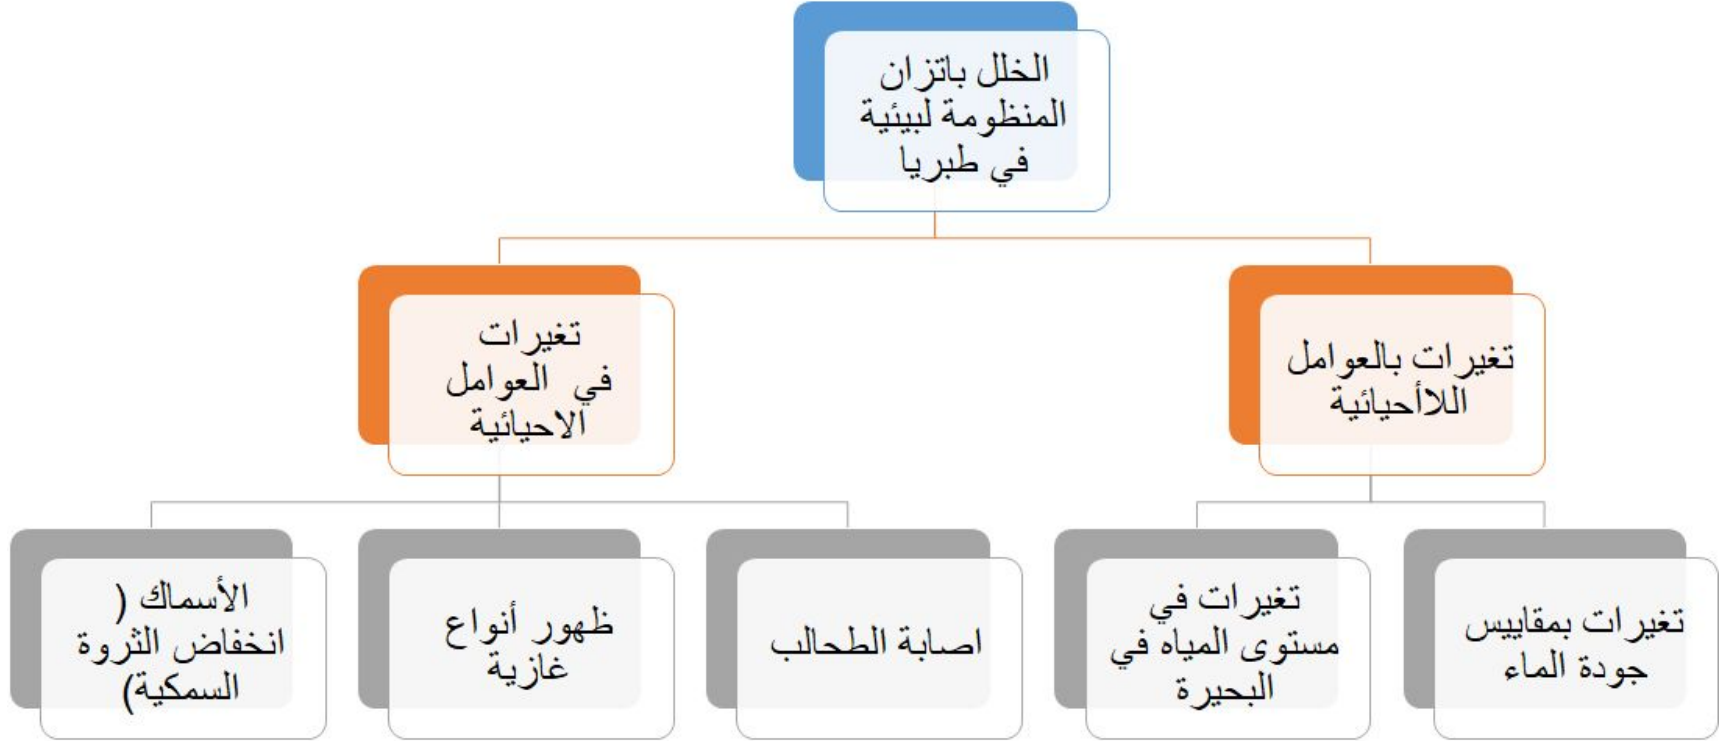 الخلل باتزان
المنظومة لبيئية
في طبريا
تغيرات بالعوامل
اللاأحيائية
تغيرات
في العوامل
الاحيائية
تغيرات بمقاييس
جودة الماء
تغيرات في
مستوى المياه في
البحيرة
اصابة الطحالب
ظهور أنواع
غازية
الأسماك (
انخفاض الثروة
السمكية)